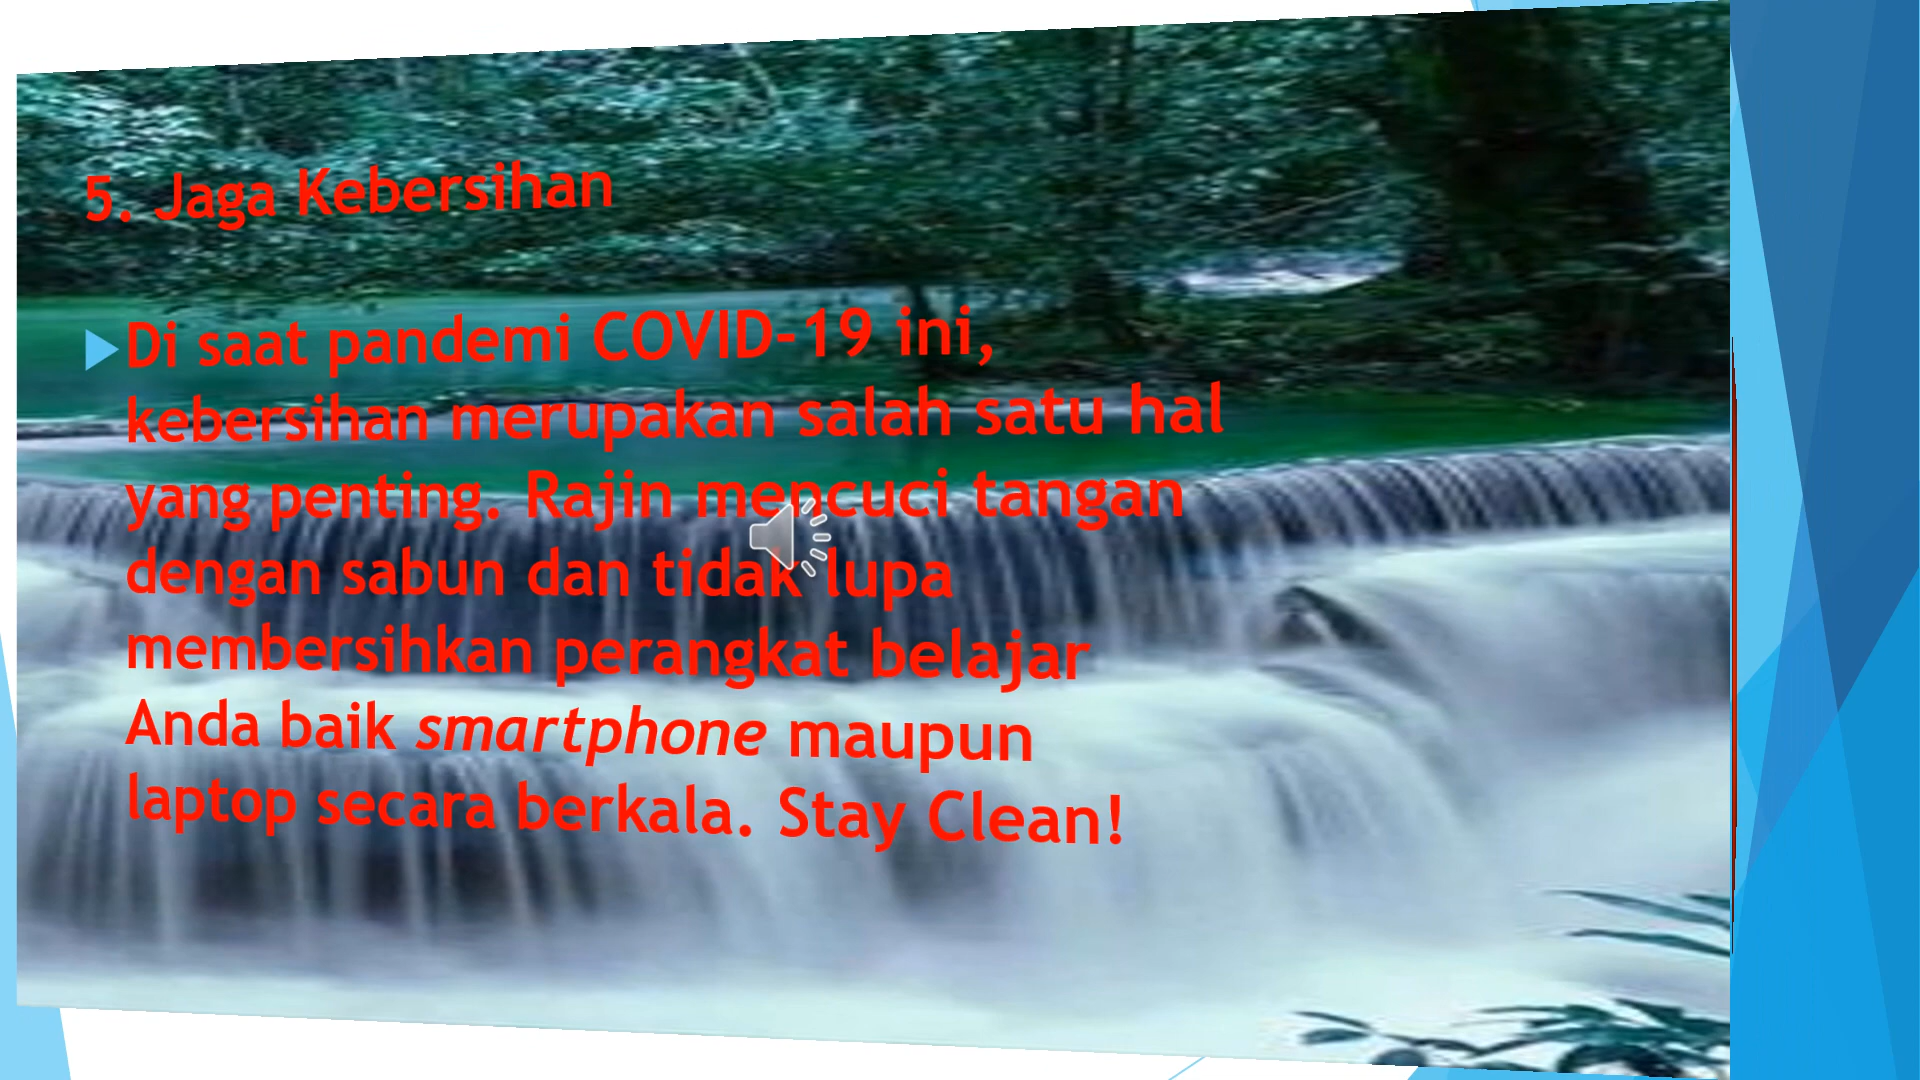 5. Jaga Kebersihan
Di saat pandemi COVID-19 ini,
kebersihan merupakan salah satu hal
yang penting. Rajin mencuci tangan
dengan sabun dan tidak lupa
membersihkan perangkat belajar
Anda baik smartphone maupun
laptop secara berkala. Stay Clean!